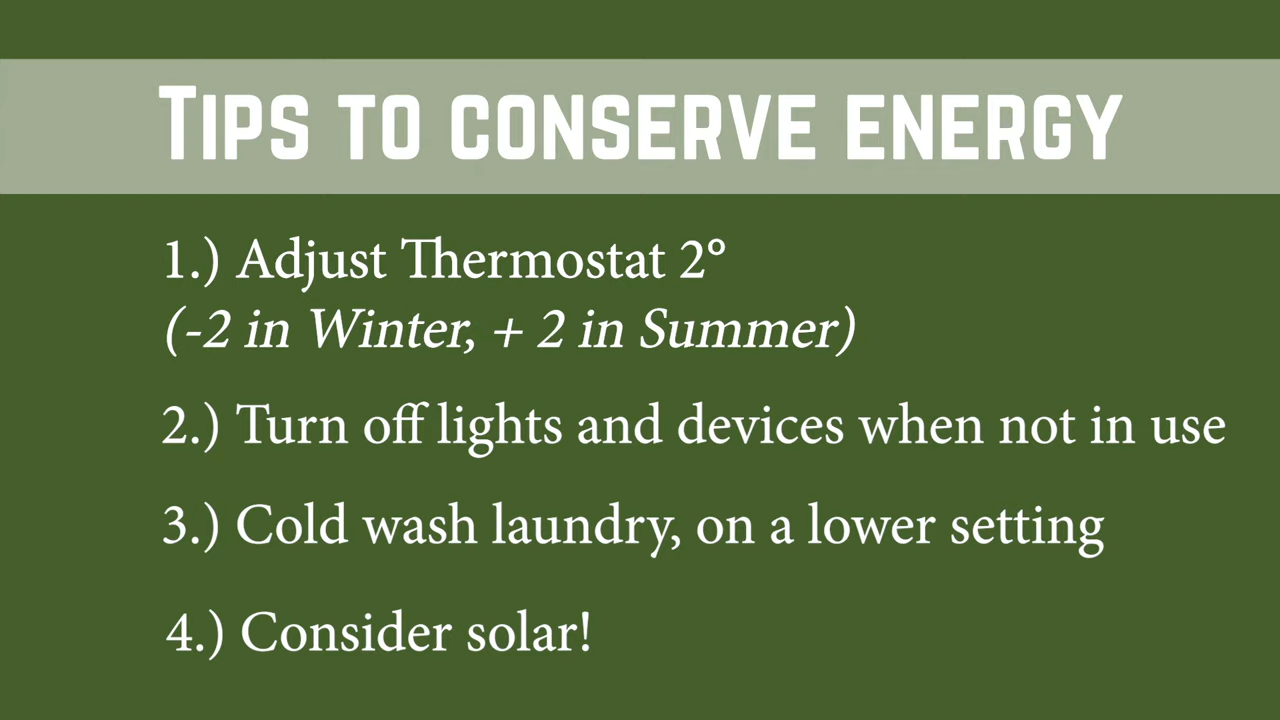 Tips to conserve energy
1.) Adjust Thermostat 2°
(-2 in Winter, + 2 in Summer)
2.) Turn off lights and devices when not in use
3.) Cold wash laundry, on a lower setting
4.) Consider solar!